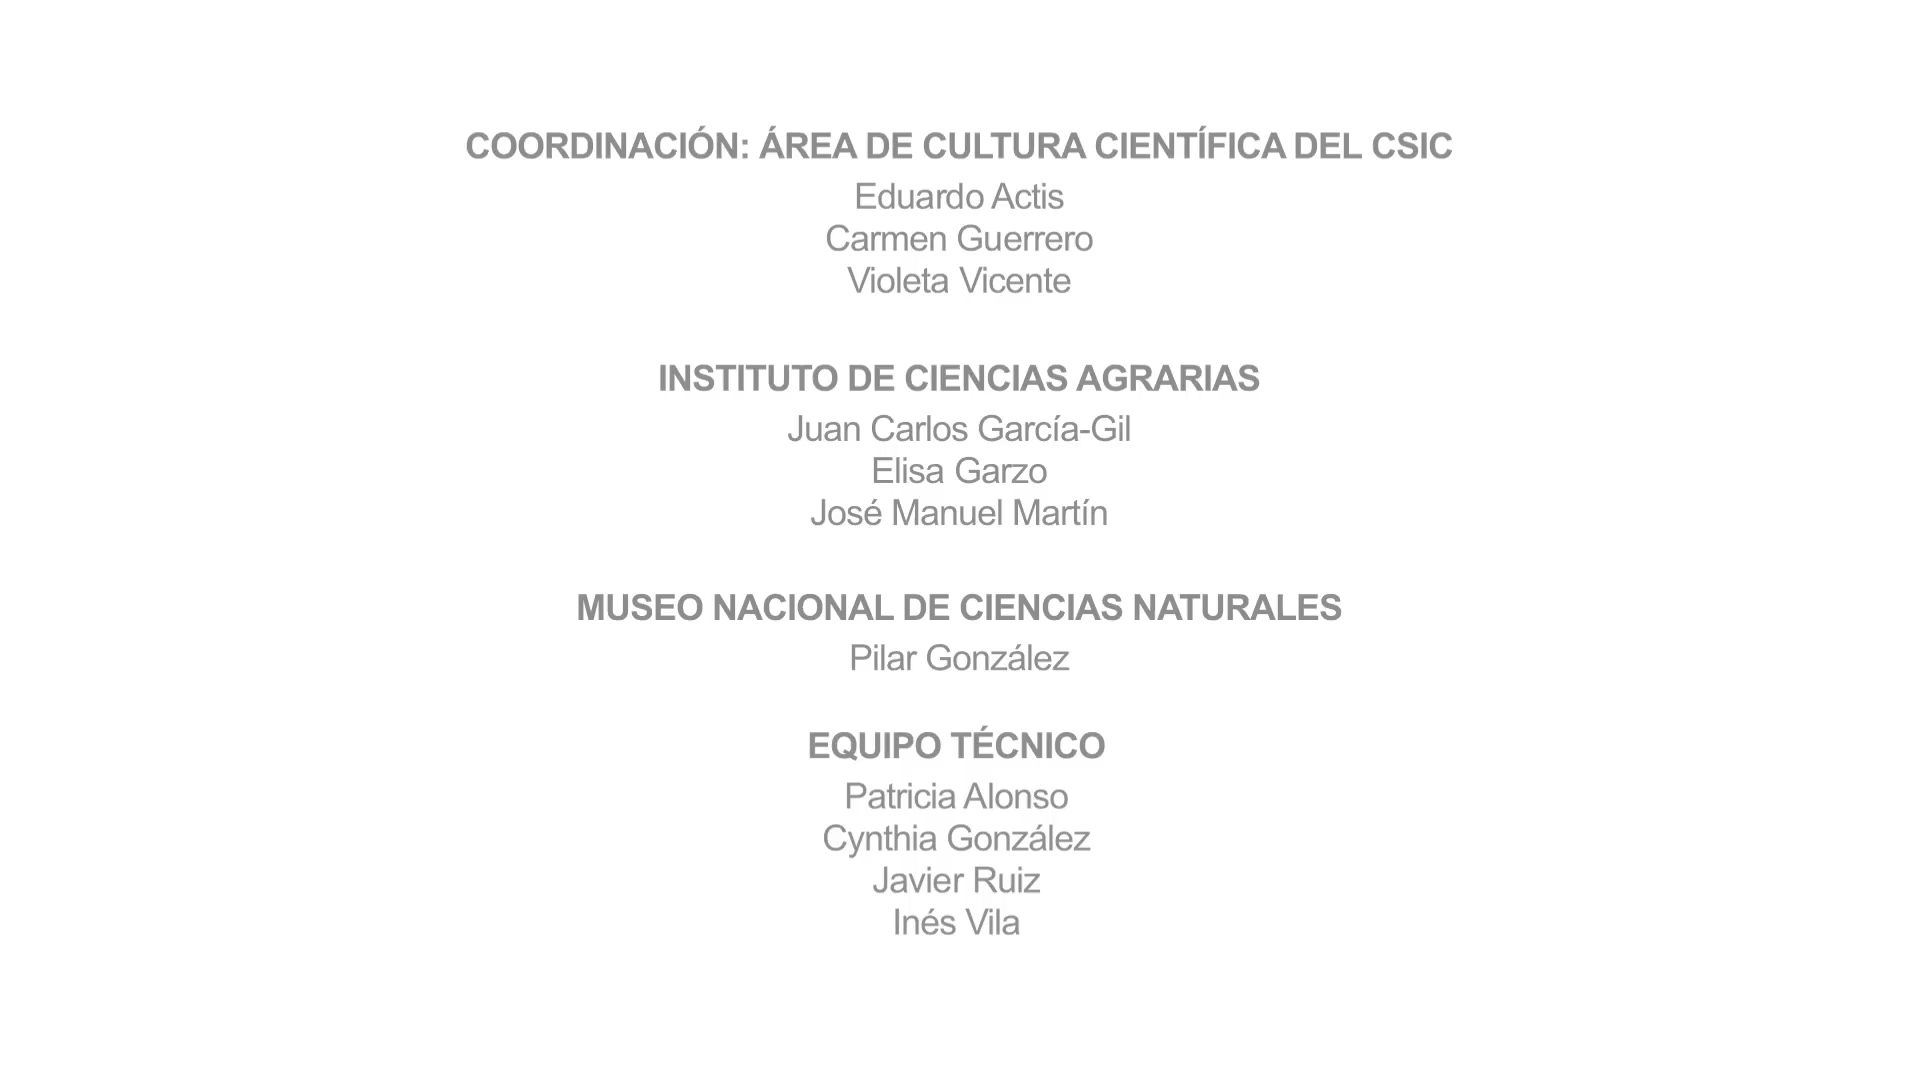 COORDINACIÓN: ÁREA DE CULTURA CIENTÍFICA DEL CSIC
Eduardo Actis
Carmen Guerrero
Violeta Vicente
INSTITUTO DE CIENCIAS AGRARIAS
Juan Carlos García-Gil
Elisa Garzo
José Manuel Martín
MUSEO NACIONAL DE CIENCIAS NATURALES
Pilar González
EQUIPO TÉCNICO
Patricia Alonso
Cynthia González
Javier Ruiz
Inés Vila